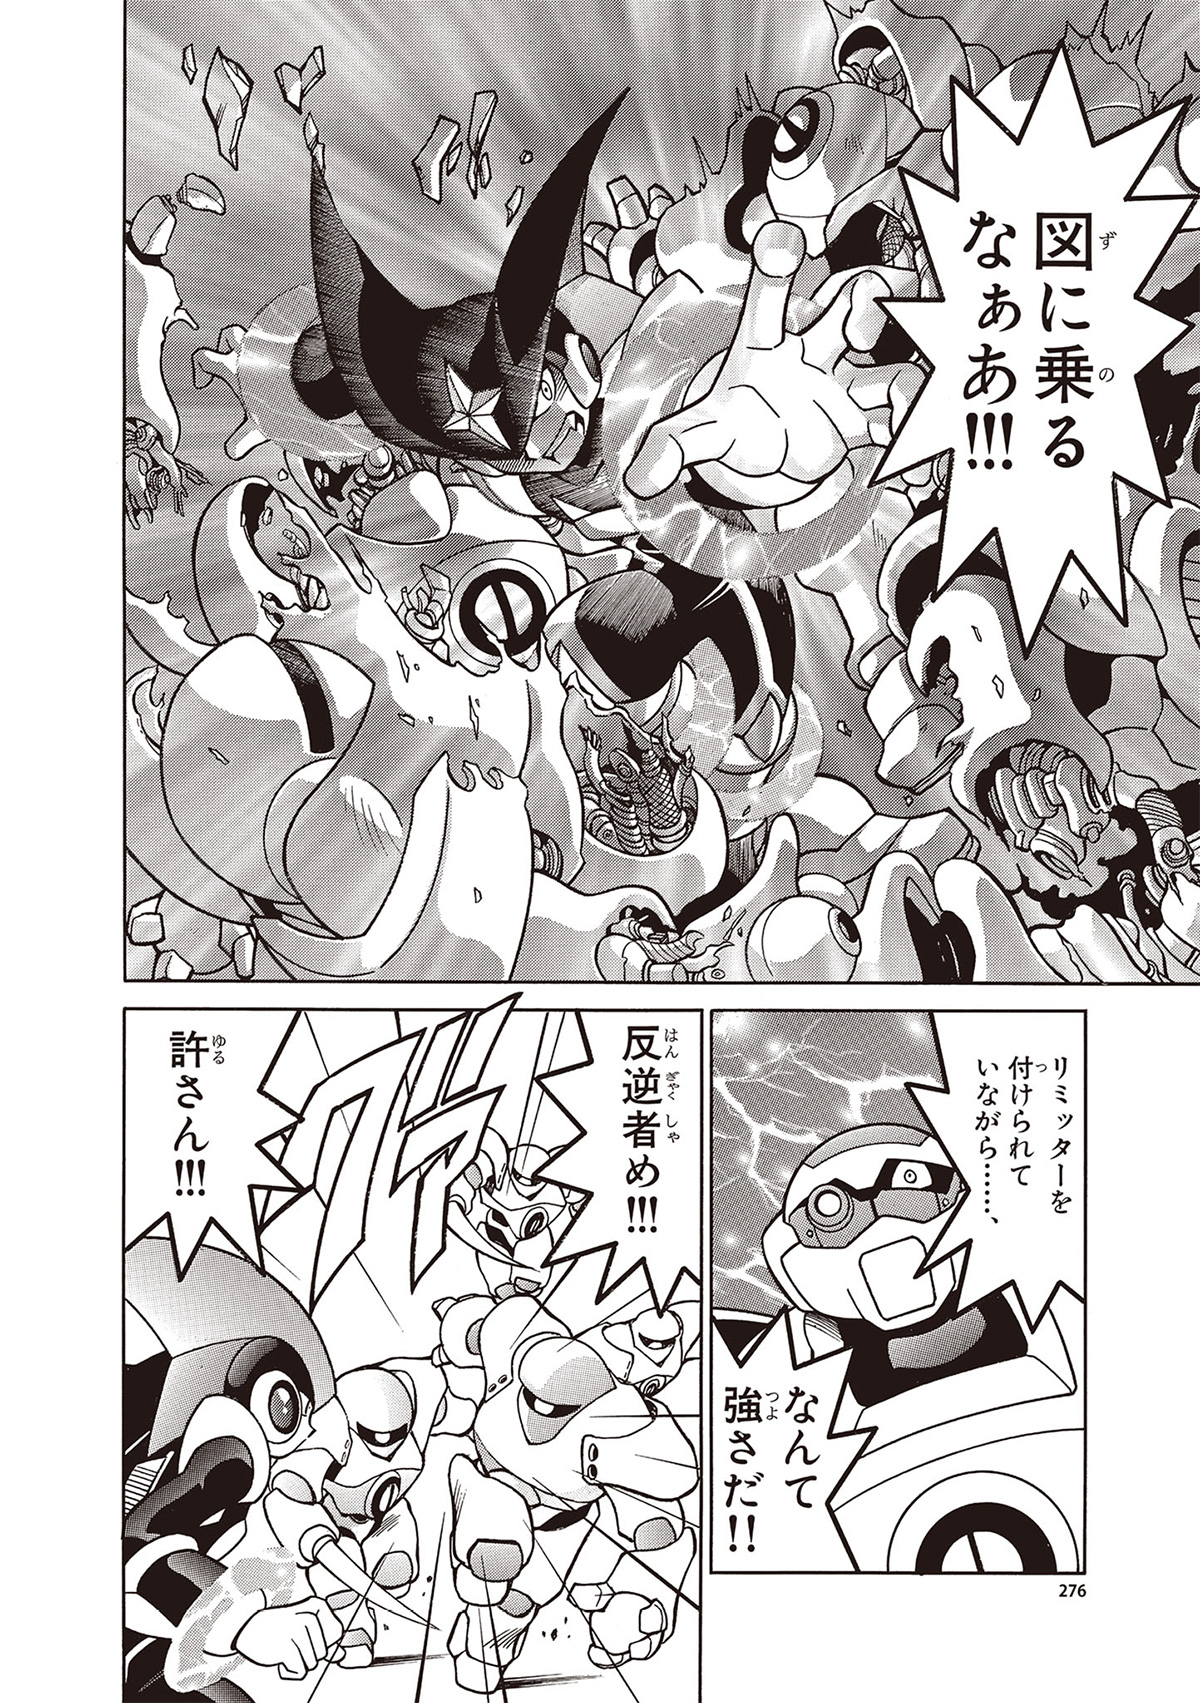 図に乗る
なぁあ!!!
リミッターを
付けられて
いながら……、
なんて
強さだ!!
反逆者め!!!
許さん!!!
276